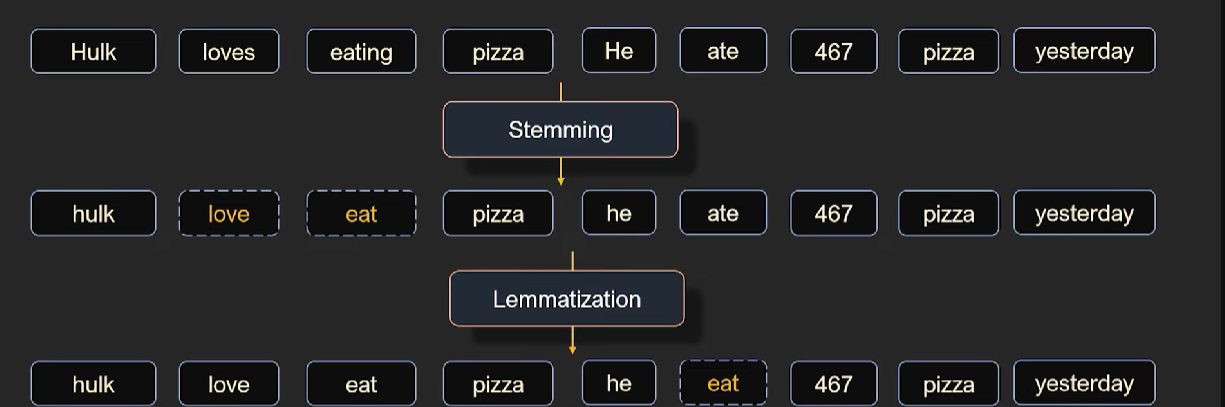 Hulk loves eating pizza He ate 467 pizza yesterday
Stemming
hulk love eat pizza he ate 467 pizza yesterday
Lemmatization
hulk love eat pizza he eat 467 pizza yesterday